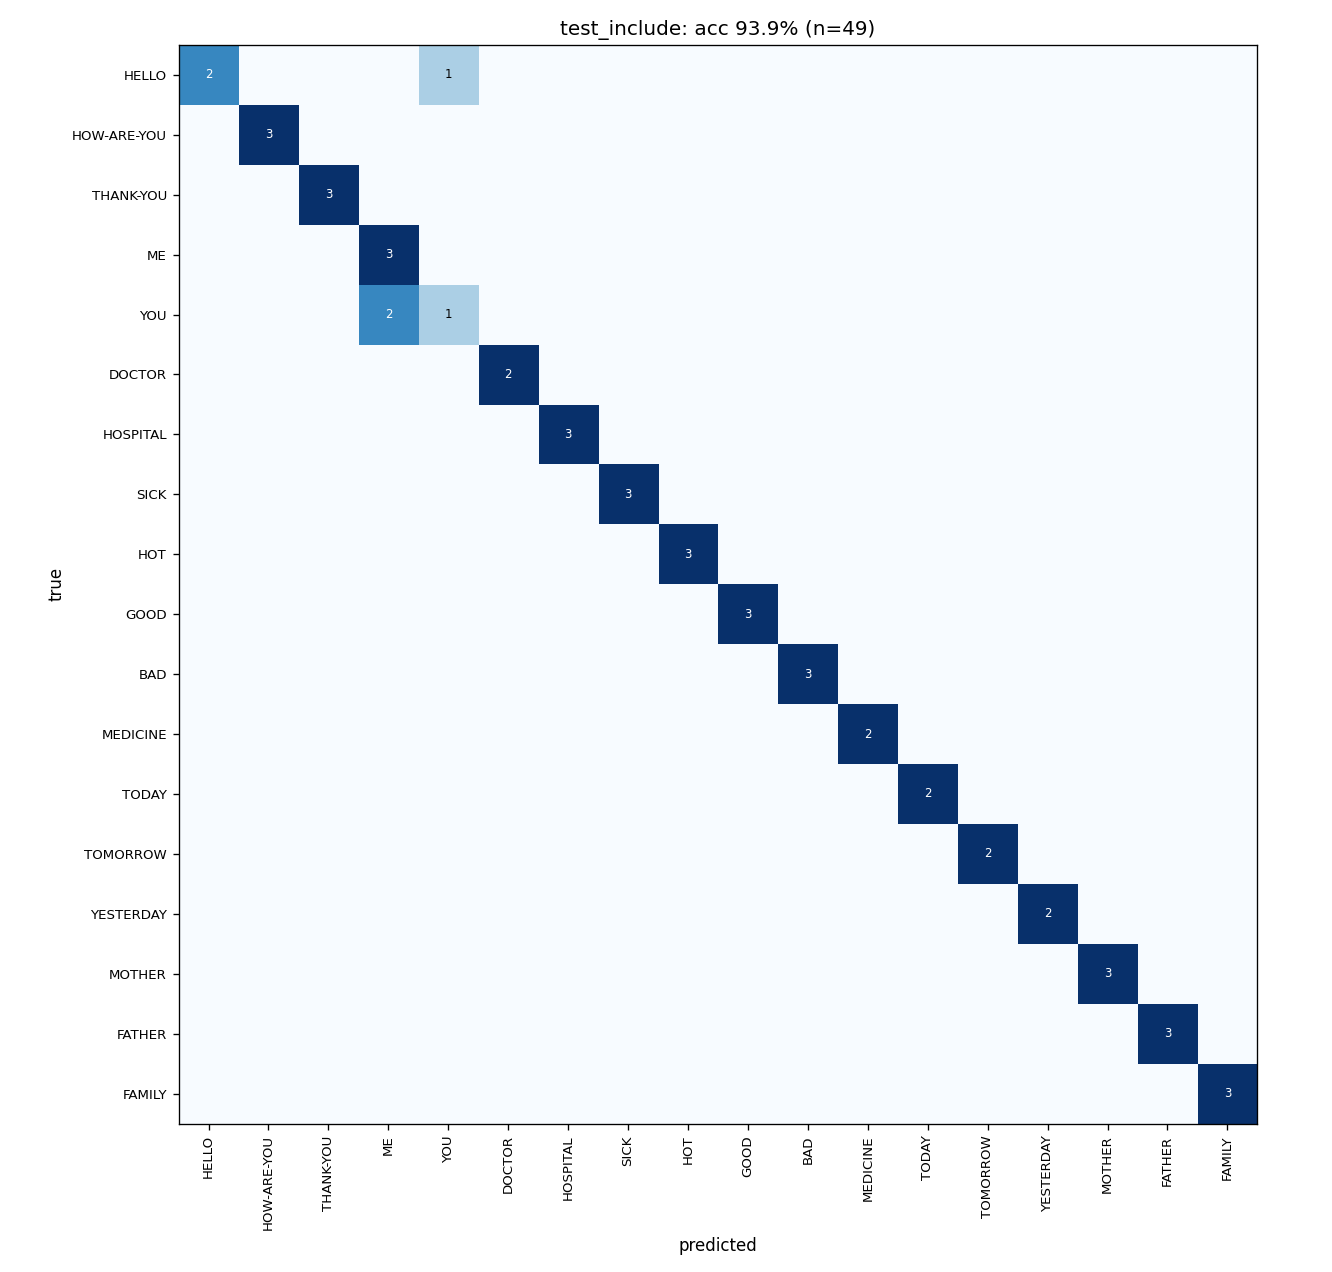 test_include: acc 93.9% (n=49)
HELLO 2 1
HOW-ARE-YOU 3
THANK-YOU 3
ME 3
YOU 2 1
DOCTOR 2
HOSPITAL 3
SICK 3
HOT 3
GOOD 3
BAD 3
MEDICINE 2
TODAY 2
TOMORROW 2
YESTERDAY 2
MOTHER 3
FATHER 3
FAMILY 3
true
HELLO HOW-ARE-YOU THANK-YOU ME YOU DOCTOR HOSPITAL SICK HOT GOOD BAD MEDICINE TODAY TOMORROW YESTERDAY MOTHER FATHER FAMILY
predicted